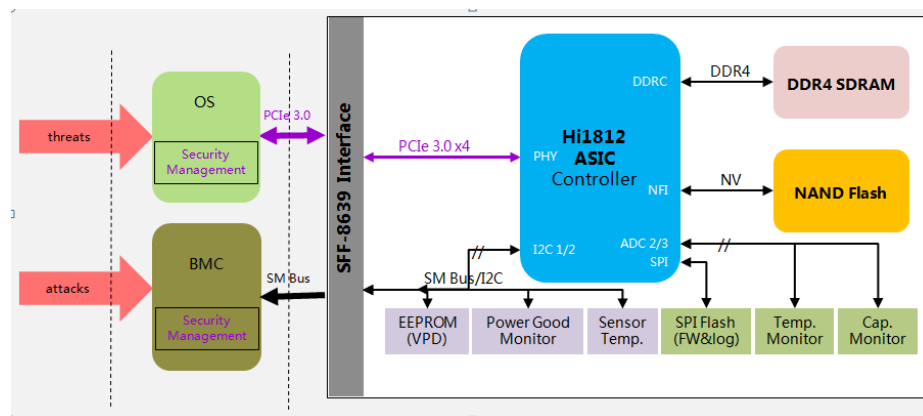 threats
OS
Security
Management
PCIe 3.0
attacks
BMC
Security
Management
SM Bus
SFF-8639 Interface
PCIe 3.0 x4
SM Bus/I2C
//
Hi1812
ASIC
Controller
DDRC
PHY
NFI
I2C 1/2
ADC 2/3
SPI
DDR4
DDR4 SDRAM
NV
NAND Flash
//
EEPROM
(VPD)
Power Good
Monitor
Sensor
Temp.
SPI Flash
(FW&log)
Temp.
Monitor
Cap.
Monitor